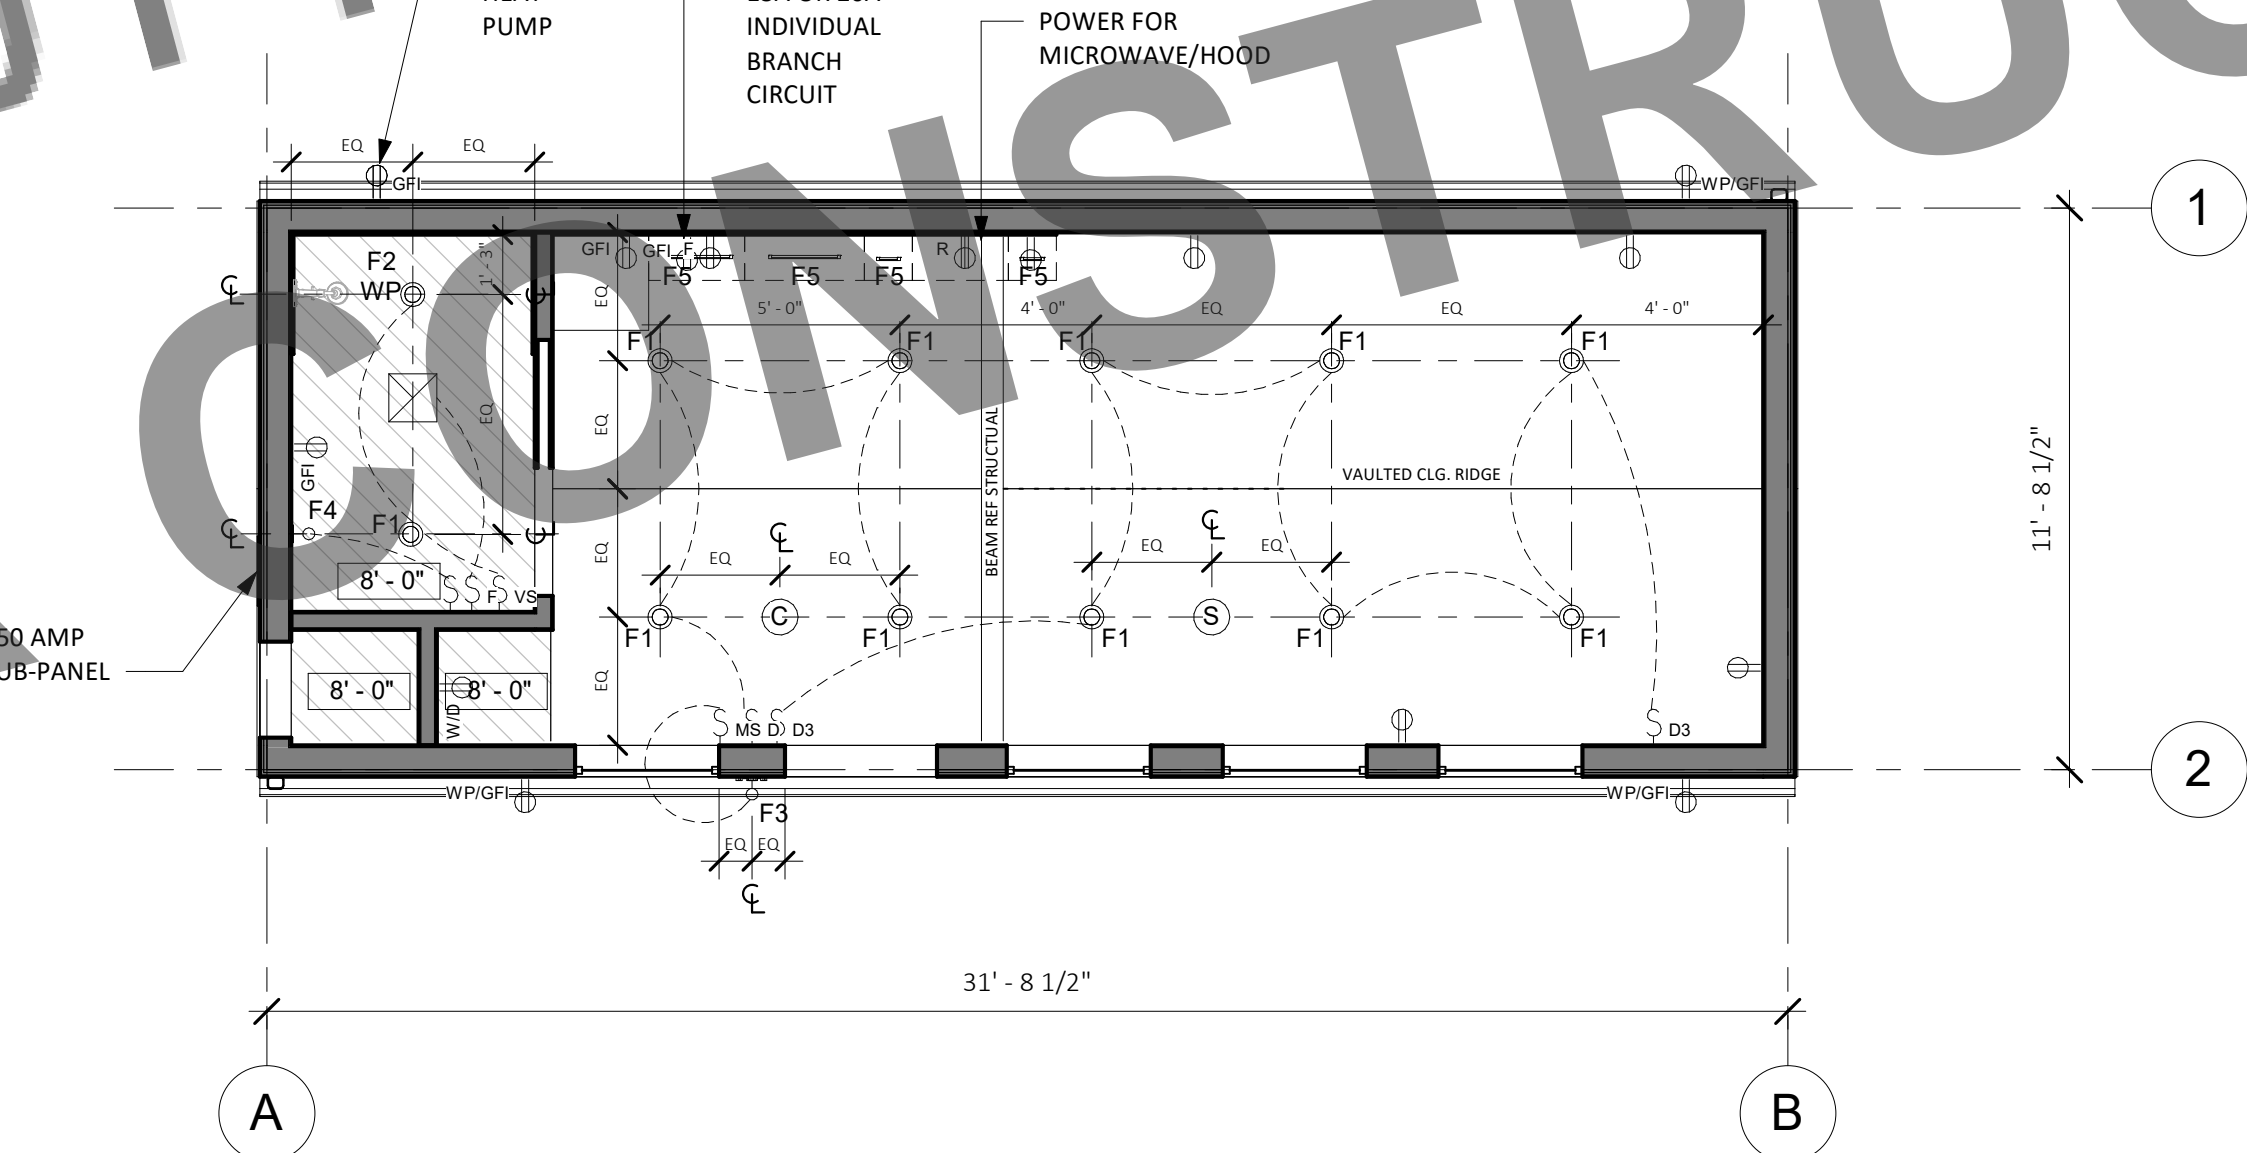 PUMP
INDIVIDUAL
BRANCH
CIRCUIT
POWER FOR
MICROWAVE/HOOD
CONSTRUC
EQ
EQ
GFI
WP/GFI
1
F2
WP
1' - 3"
GFI
GFI
F
F5
F5
F5
R
F5
EQ
5' - 0"
4' - 0"
EQ
EQ
4' - 0"
F1
F1
F1
F1
F1
EQ
EQ
GFI
BEAM REF STRUCTUAL
VAULTED CLG. RIDGE
11' - 8 1/2"
F4
F1
EQ
EQ
EQ
EQ
EQ
8' - 0"
F
VS
C
S
F1
F1
F1
F1
F1
50 AMP
UB-PANEL
8' - 0"
8' - 0"
W/D
EQ
MS
D
D3
D3
2
WP/GFI
WP/GFI
F3
EQ
EQ
31' - 8 1/2"
A
B